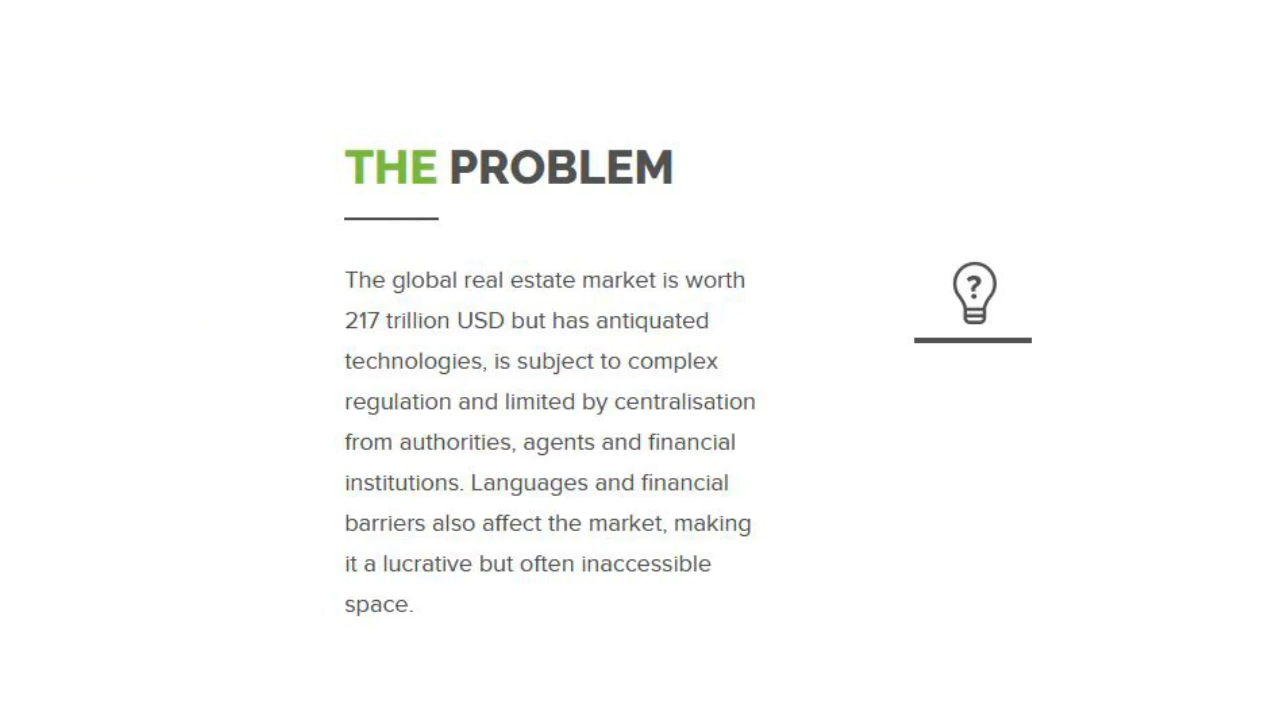 THE PROBLEM
The global real estate market is worth
217 trillion USD but has antiquated
technologies, is subject to complex
regulation and limited by centralisation
from authorities, agents and financial
institutions. Languages and financial
barriers also affect the market, making
it a lucrative but often inaccessible
space.
?